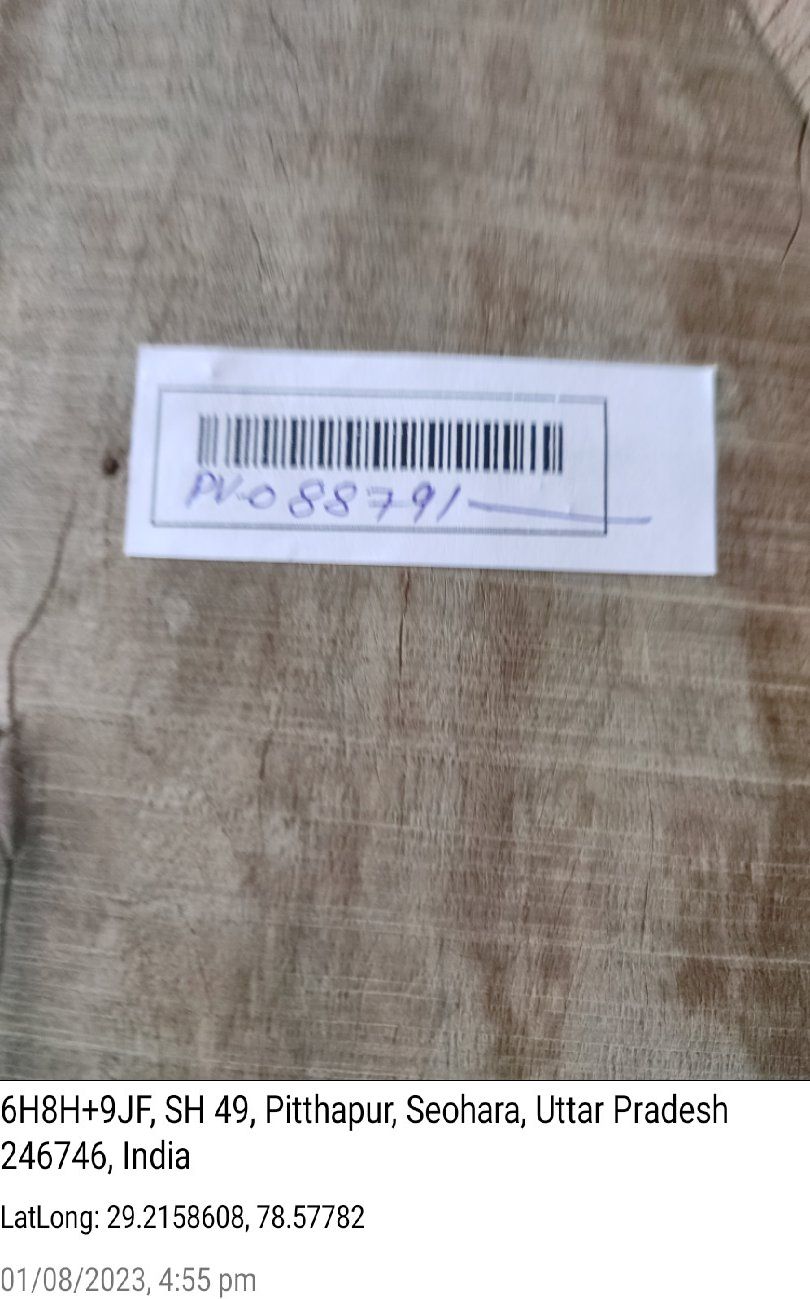 PV-088791
6H8H+9JF, SH 49, Pitthapur, Seohara, Uttar Pradesh
246746, India
LatLong: 29.2158608, 78.57782
01/08/2023, 4:55 pm